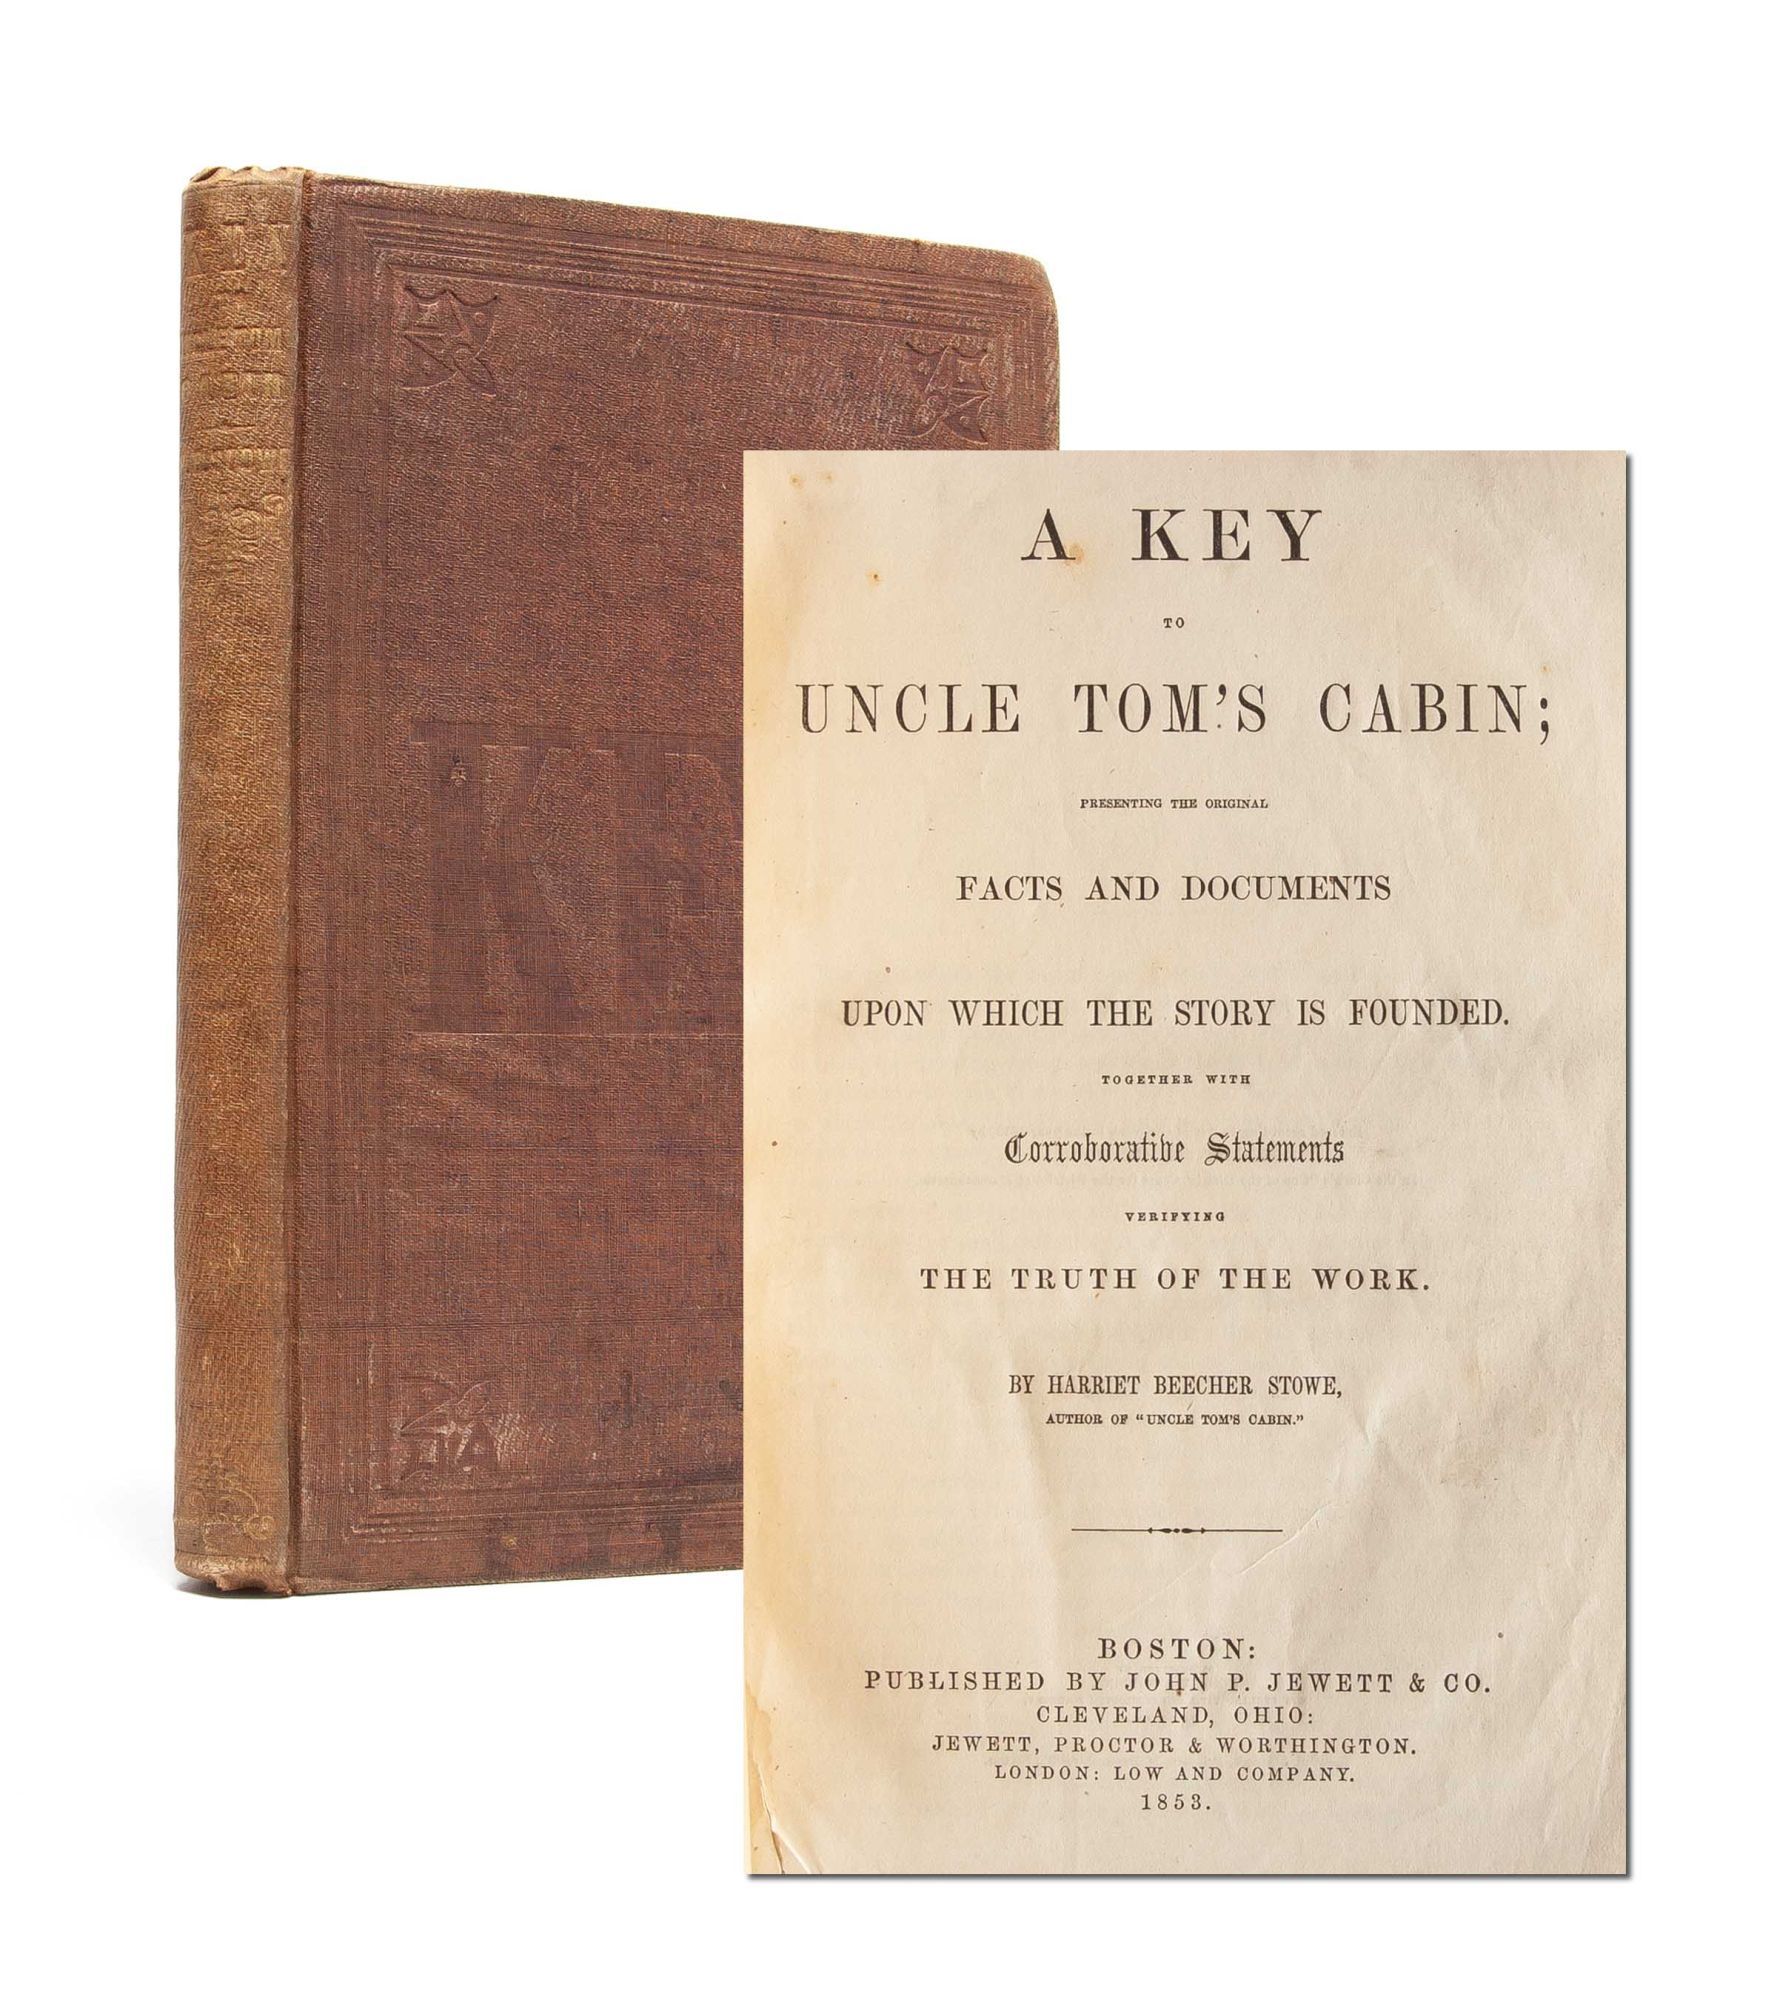 A KEY
TO
UNCLE TOM'S CABIN;
PRESENTING THE ORIGINAL
FACTS AND DOCUMENTS
UPON WHICH THE STORY IS FOUNDED.
TOGETHER WITH
Corroborative Statements
VERIFYING
THE TRUTH OF THE WORK.
BY HARRIET BEECHER STOWE,
AUTHOR OF "UNCLE TOM'S CABIN."
BOSTON:
PUBLISHED BY JOHN P. JEWETT & CO.
CLEVELAND, OHIO:
JEWETT, PROCTOR & WORTHINGTON.
LONDON: LOW AND COMPANY.
1853.